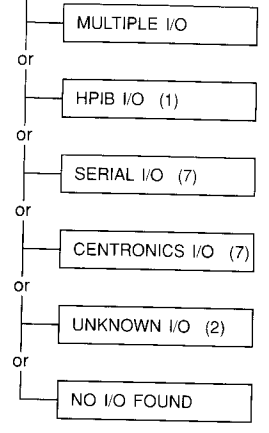 MULTIPLE I/O
or
HPIB I/O (1)
or
SERIAL I/O (7)
or
CENTRONICS I/O (7)
or
UNKNOWN I/O (2)
or
NO I/O FOUND